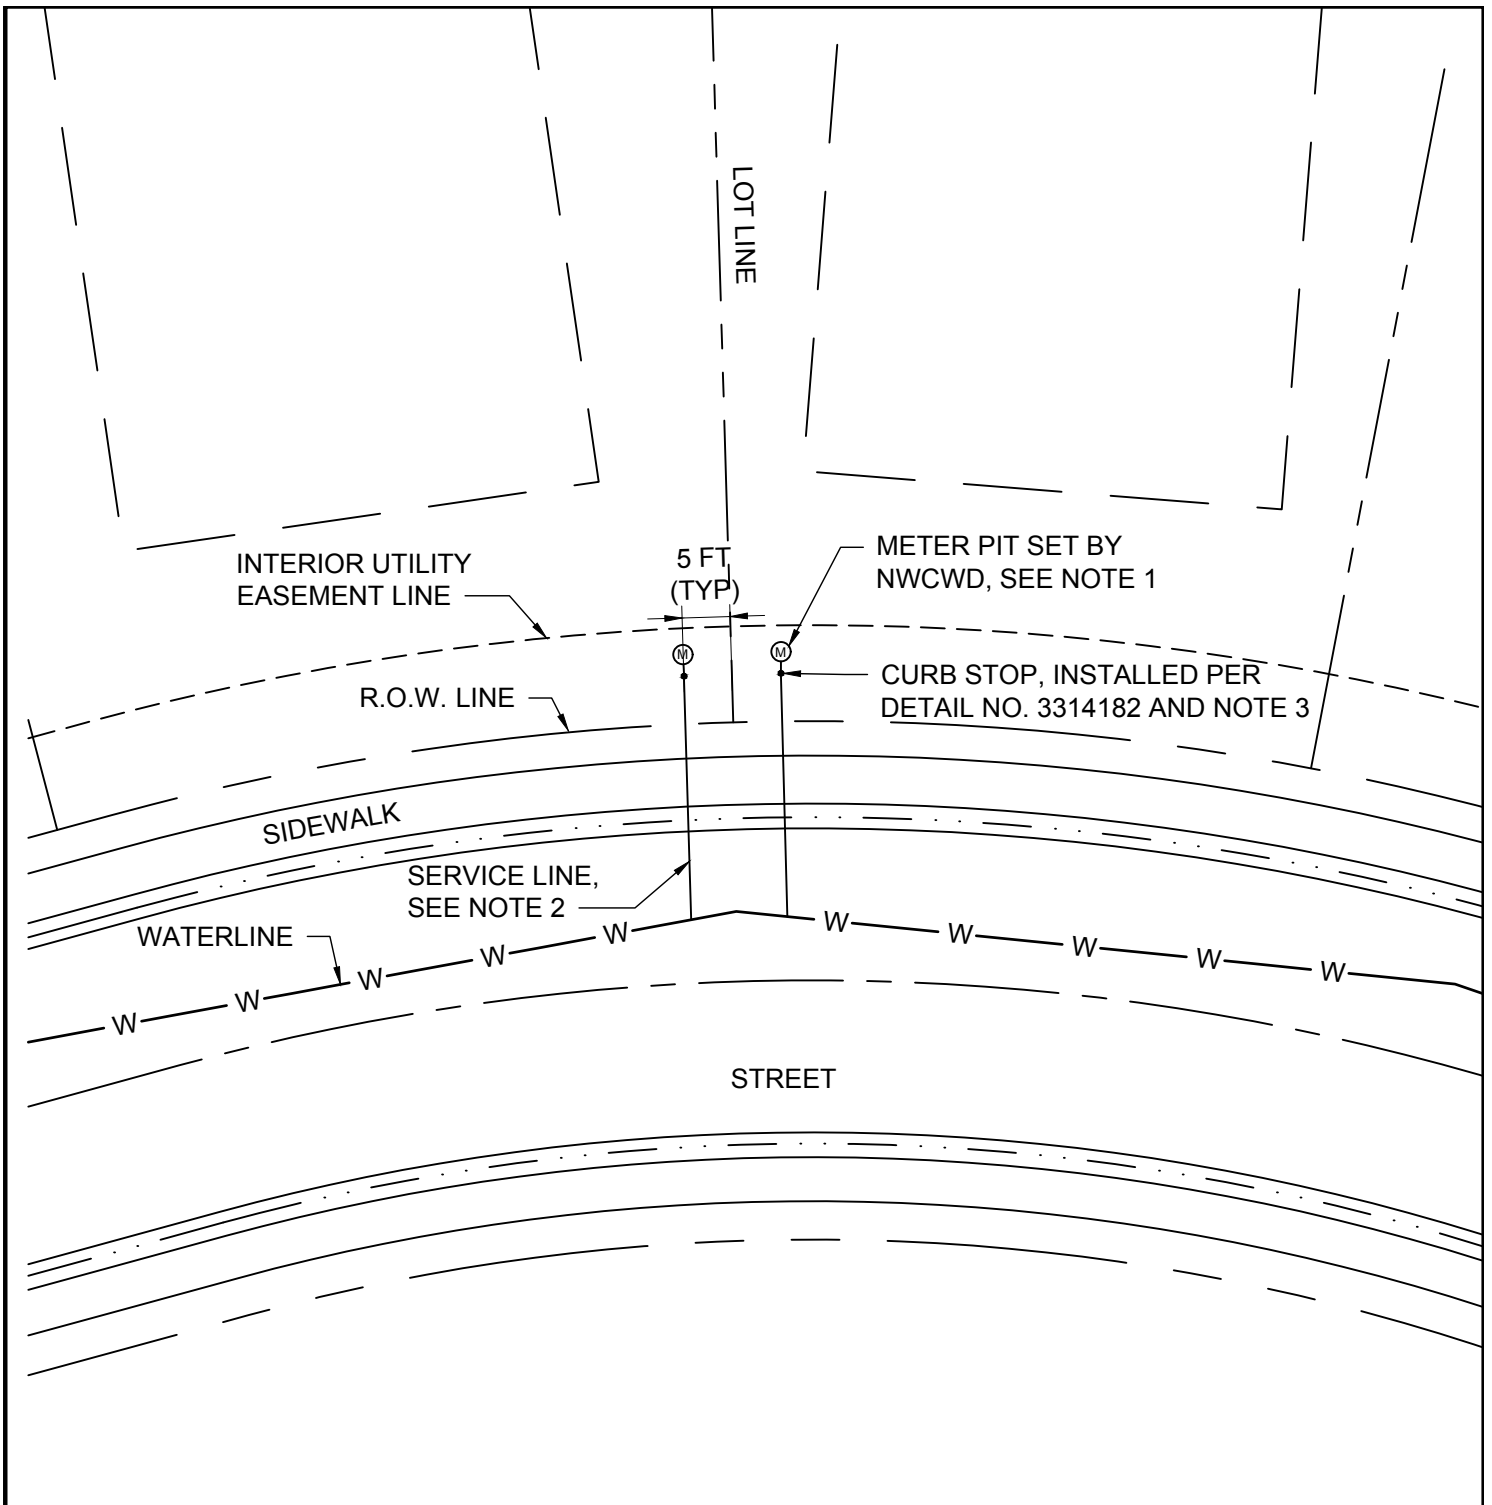 LOT LINE
5 FT
(TYP)
METER PIT SET BY
NWCWD, SEE NOTE 1
INTERIOR UTILITY
EASEMENT LINE
M
M
CURB STOP, INSTALLED PER
DETAIL NO. 3314182 AND NOTE 3
R.O.W. LINE
SIDEWALK
SERVICE LINE,
SEE NOTE 2
WATERLINE
W W W W W W W W W W
STREET